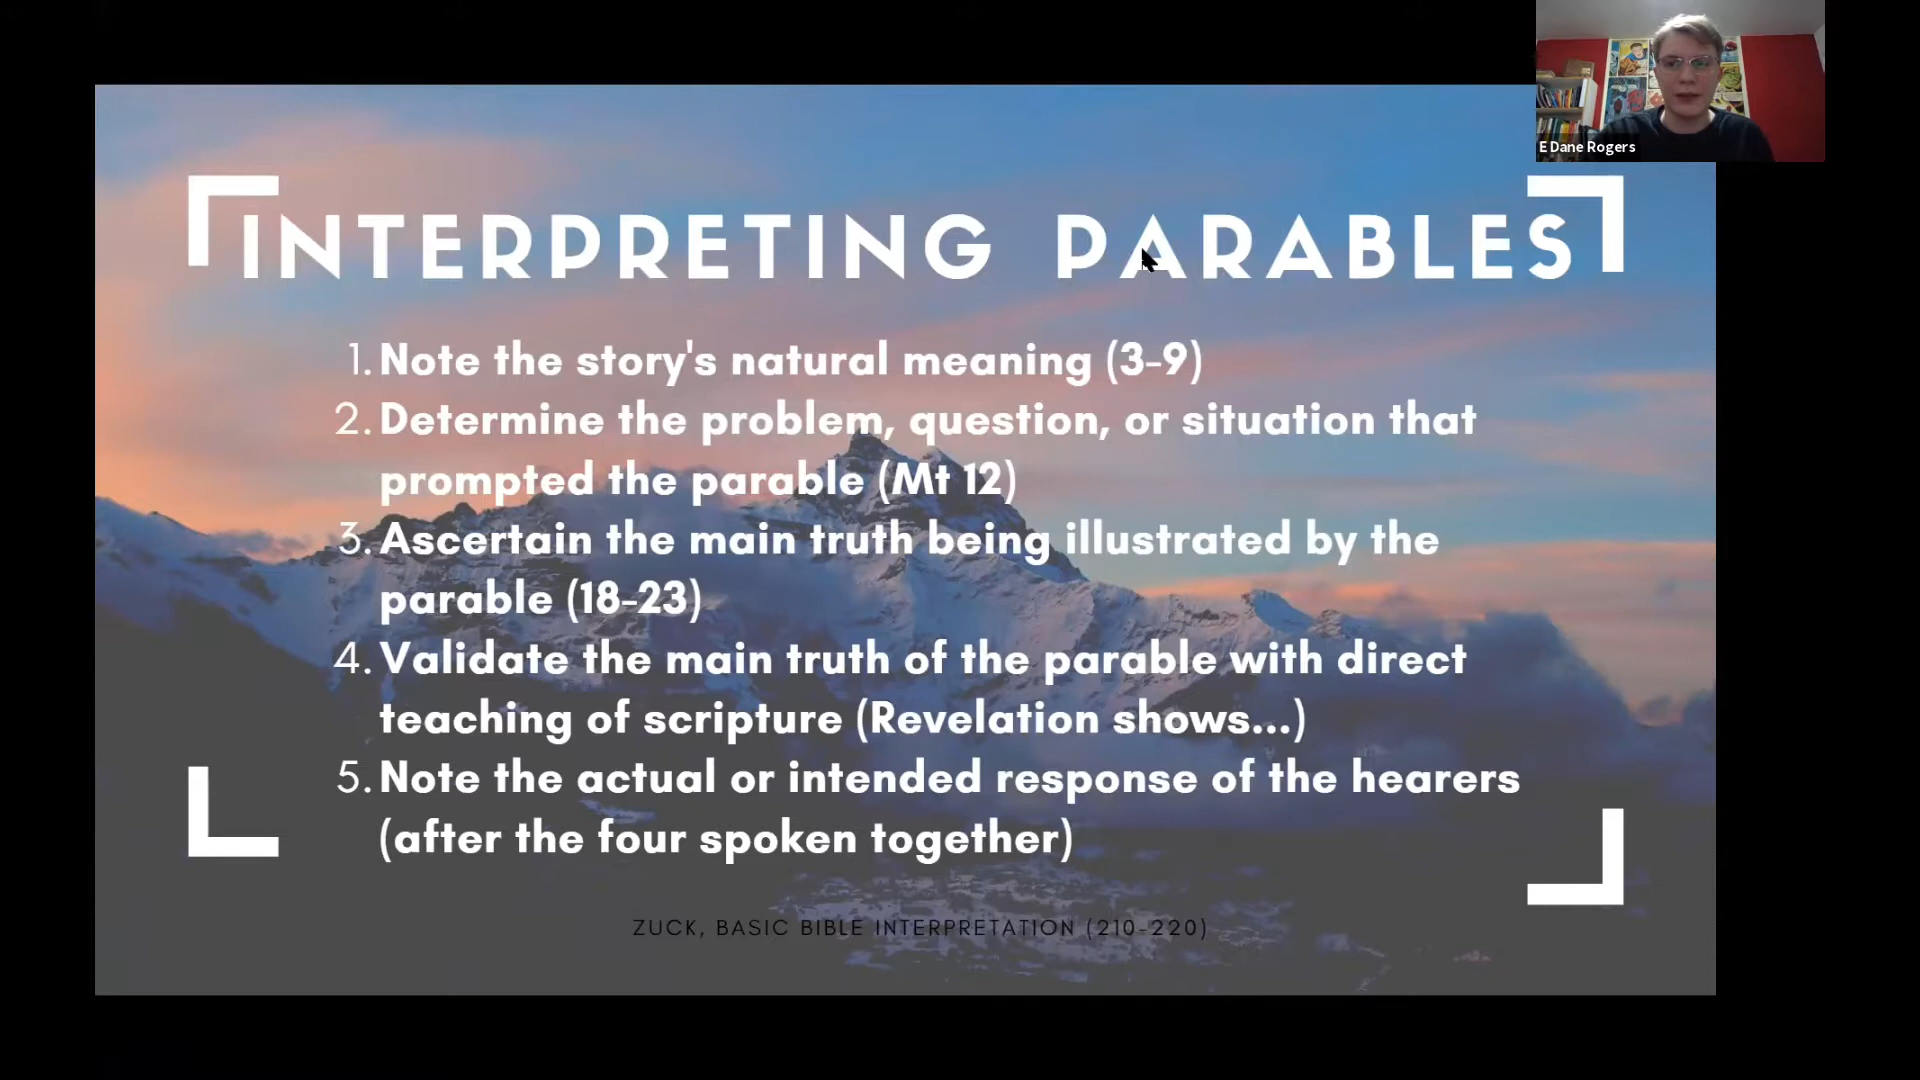 E Dane Rogers
INTERPRETING PARABLES
1. Note the story's natural meaning (3-9)
2. Determine the problem, question, or situation that
prompted the parable (Mt 12)
3. Ascertain the main truth being illustrated by the
parable (18-23)
4. Validate the main truth of the parable with direct
teaching of scripture (Revelation shows...)
5. Note the actual or intended response of the hearers
(after the four spoken together)
ZUCK, BASIC BIBLE INTERPRETATION (210-220)